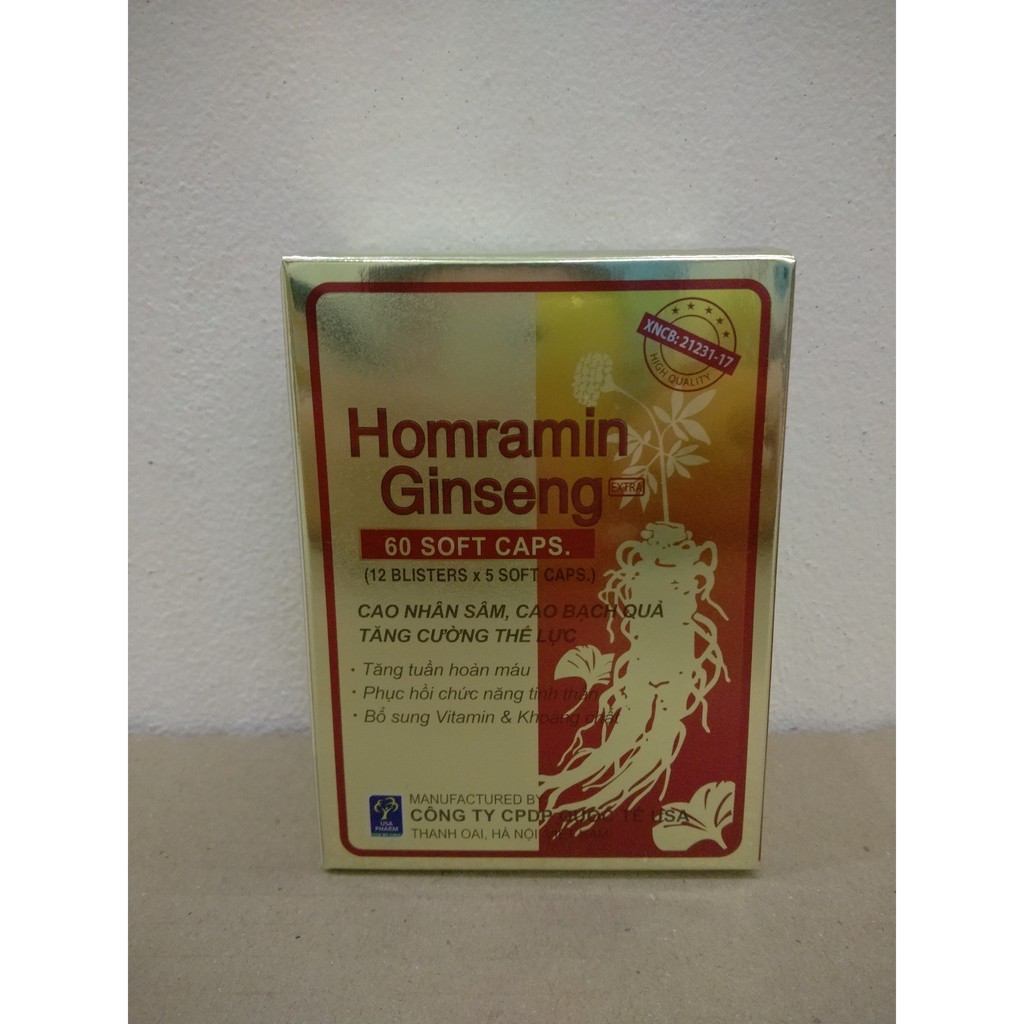 XNCB: 21231-17
HIGH QUALITY
Homramin
Ginseng EXTRA
60 SOFT CAPS.
(12 BLISTERS x 5 SOFT CAPS.)
CAO NHÂN SÂM, CAO BẠCH QUẢ
TĂNG CƯỜNG THỂ LỰC
· Tăng tuần hoàn máu
· Phục hồi chức năng tinh thần
· Bổ sung Vitamin & Khoáng chất
MANUFACTURED BY
CÔNG TY CPDP QUỐC TẾ USA
THANH OAI, HÀ NỘI, VIỆT NAM
USA
PHARM